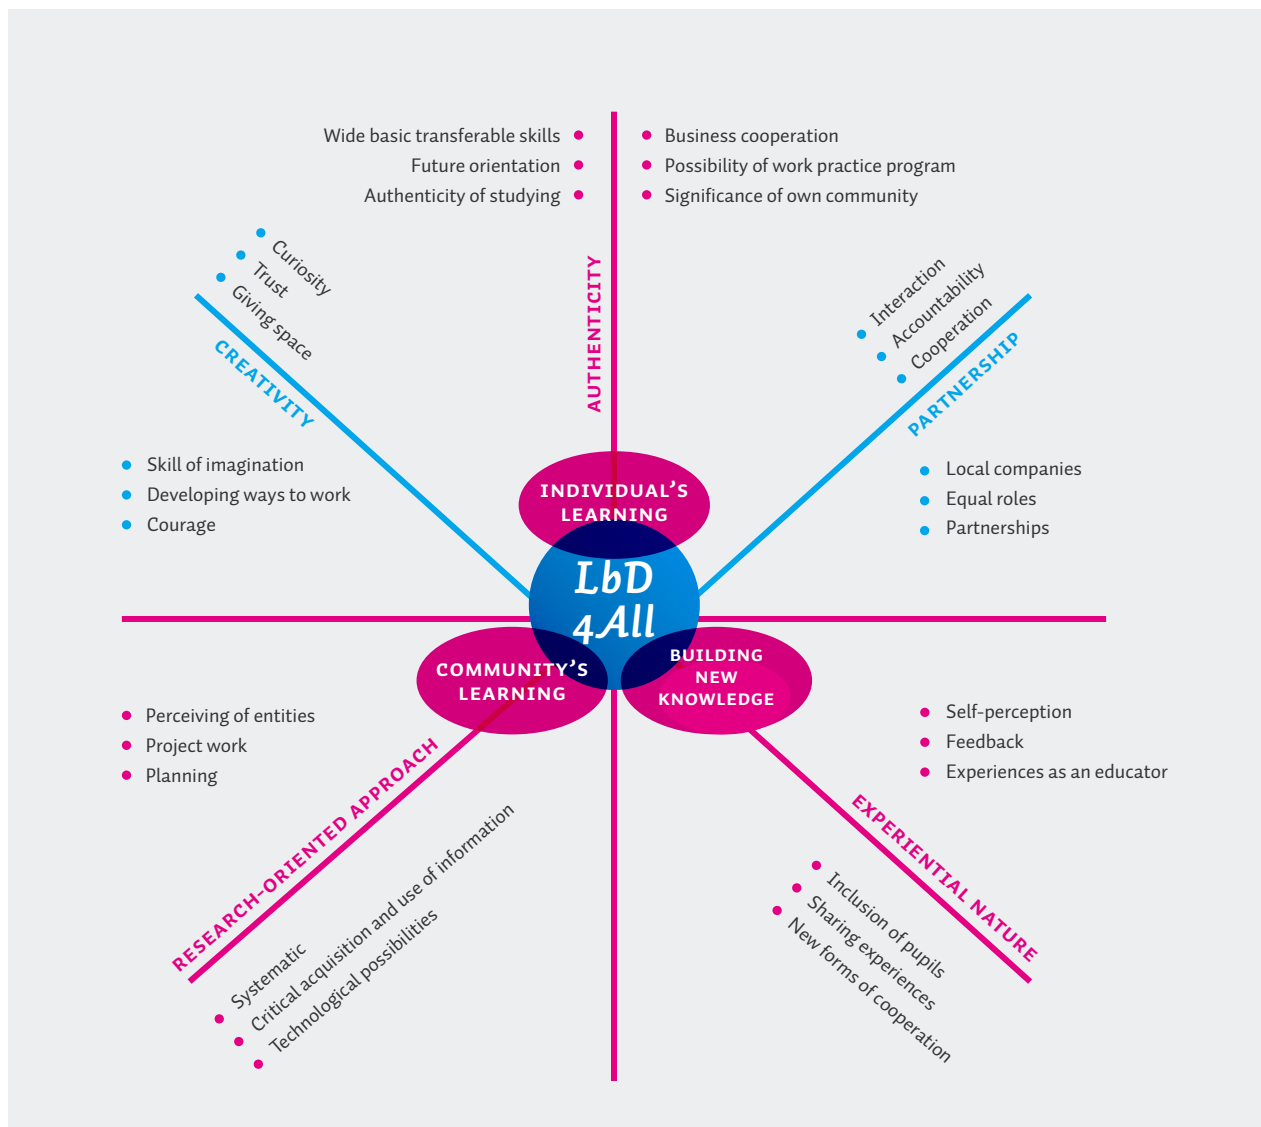 Wide basic transferable skills
Future orientation
Authenticity of studying
Business cooperation
Possibility of work practice program
Significance of own community
AUTHENTICITY
Curiosity
Trust
Giving space
CREATIVITY
Skill of imagination
Developing ways to work
Courage
Interaction
Accountability
Cooperation
PARTNERSHIP
Local companies
Equal roles
Partnerships
INDIVIDUAL’S
LEARNING
LbD
4All
COMMUNITY’S
LEARNING
BUILDING
NEW
KNOWLEDGE
Perceiving of entities
Project work
Planning
RESEARCH-ORIENTED APPROACH
Systematic
Critical acquisition and use of information
Technological possibilities
Self-perception
Feedback
Experiences as an educator
EXPERIENTIAL NATURE
Inclusion of pupils
Sharing experiences
New forms of cooperation